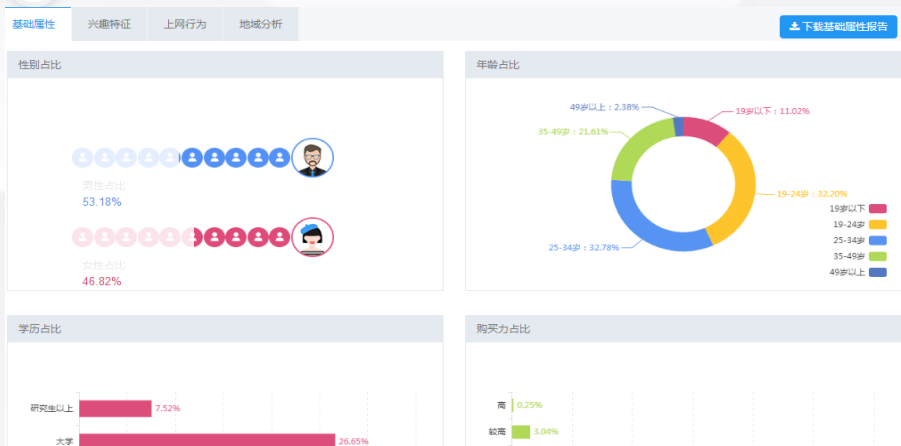 基础属性 兴趣特征 上网行为 地域分析 下载基础属性报告
性别占比
男性占比
53.18%
女性占比
46.82%
年龄占比
49岁以上：2.38%
19岁以下：11.02%
35-49岁：21.61%
19-24岁：32.20%
25-34岁：32.78%
19岁以下
19-24岁
25-34岁
35-49岁
49岁以上
学历占比
研究生以上 7.52%
大学 26.65%
购买力占比
高 0.25%
较高 3.04%